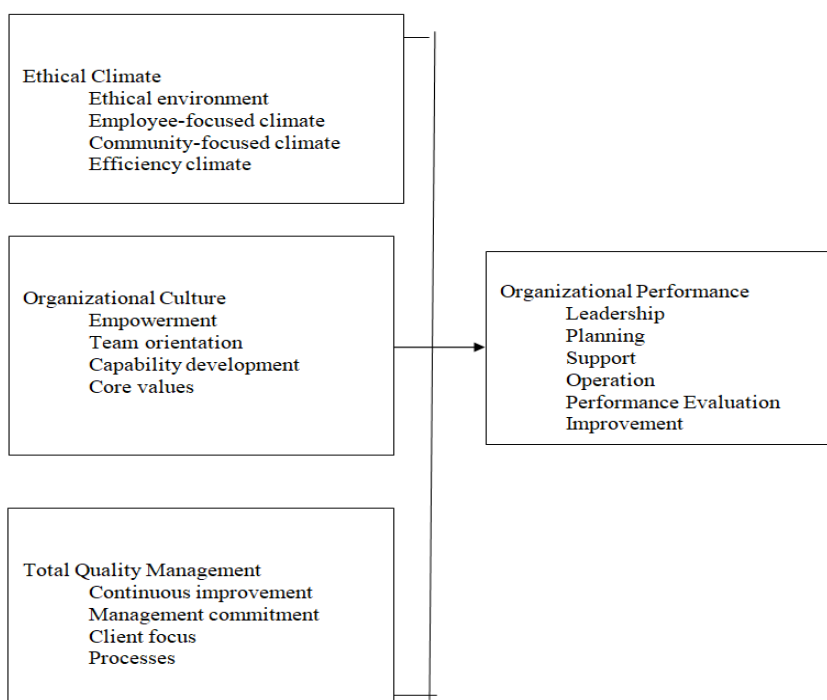 Ethical Climate
Ethical environment
Employee-focused climate
Community-focused climate
Efficiency climate
Organizational Culture
Empowerment
Team orientation
Capability development
Core values
Total Quality Management
Continuous improvement
Management commitment
Client focus
Processes
Organizational Performance
Leadership
Planning
Support
Operation
Performance Evaluation
Improvement